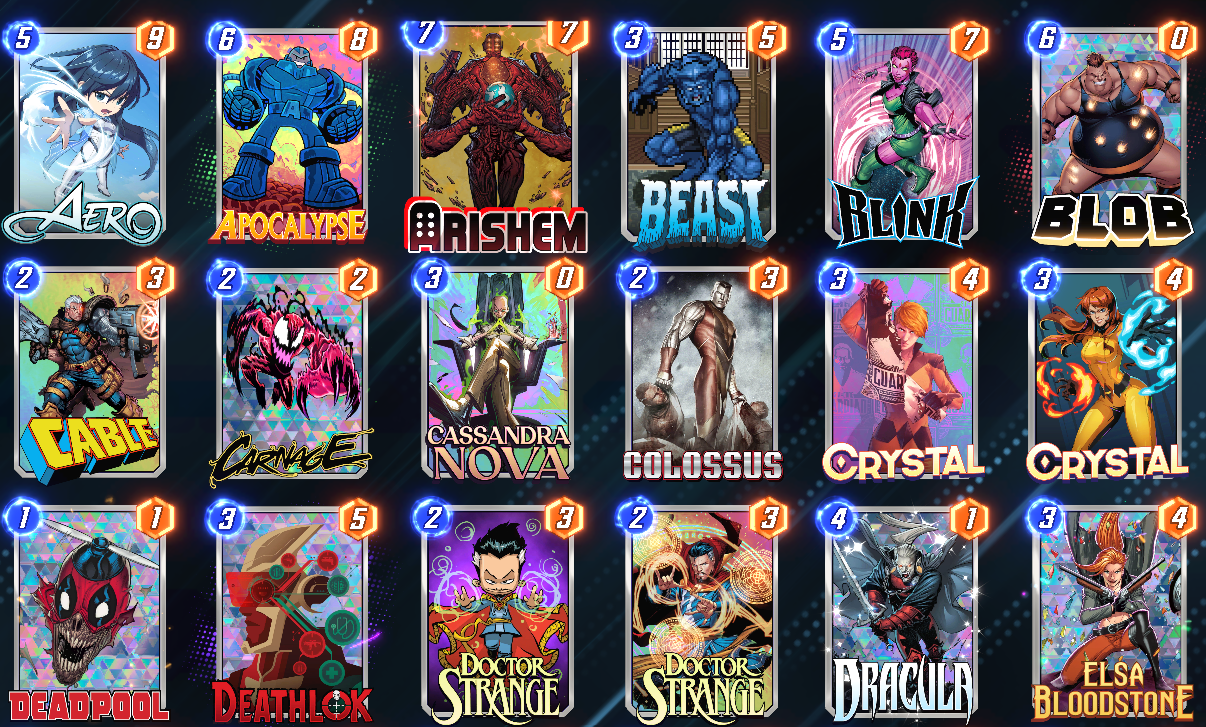 5 9 6 8 7 7 3 5 5 7 6 0
AERO APOCALYPSE ARISHEM BEAST BLINK BLOB
2 3 2 2 3 0 2 3 3 4 3 4
GUAR
CABLE CARNAGE CASSANDRA NOVA COLOSSUS CRYSTAL CRYSTAL
1 1 3 5 2 3 2 3 4 1 3 4
DEADPOOL DEATHLOK DOCTOR STRANGE DOCTOR STRANGE DRACULA ELSA BLOODSTONE